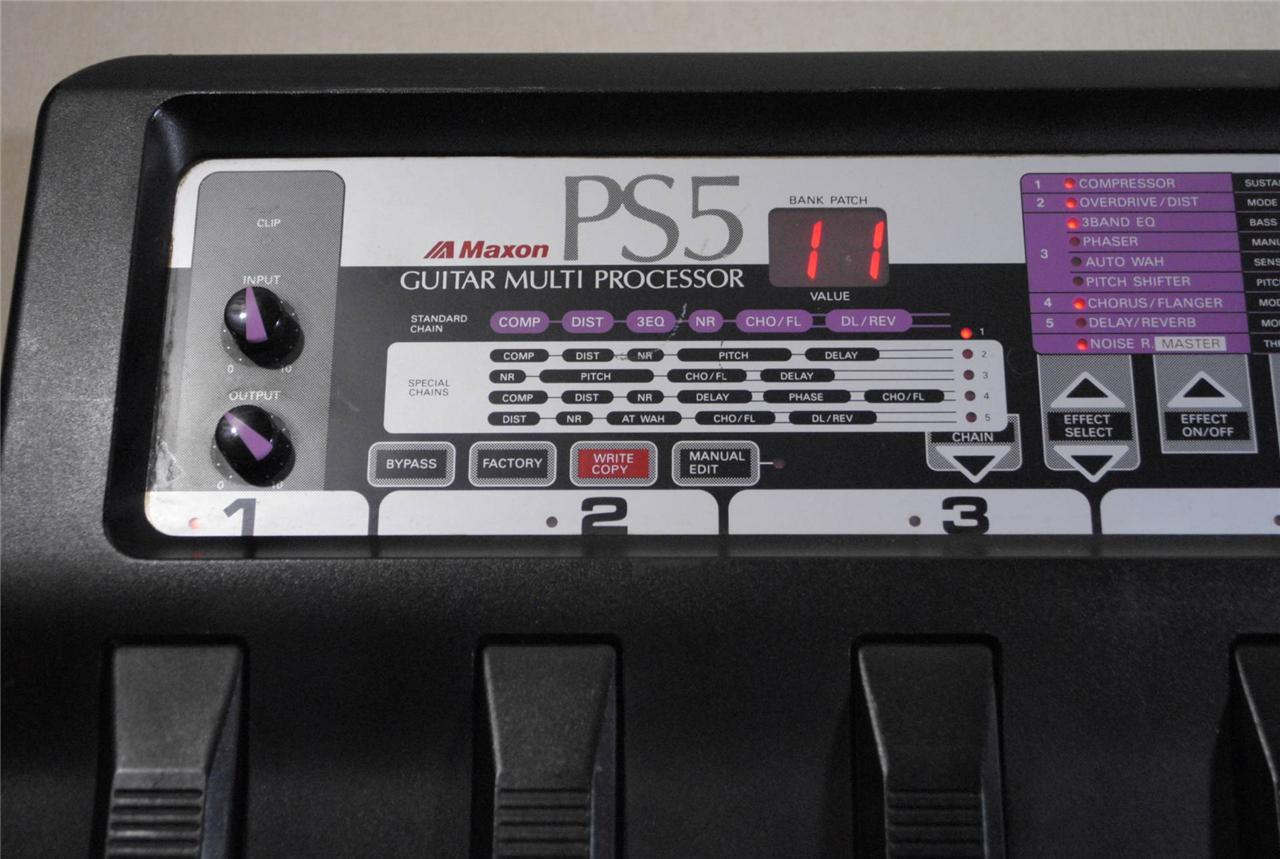 CLIP
INPUT
0 10
OUTPUT
0
PS5
Maxon
GUITAR MULTI PROCESSOR
BANK PATCH
11
VALUE
STANDARD
CHAIN
COMP DIST 3EQ NR CHO/FL DL/REV
1
SPECIAL
CHAINS
COMP DIST NR PITCH DELAY 2
NR PITCH CHO/FL DELAY 3
COMP DIST NR DELAY PHASE CHO/FL 4
DIST NR AT WAH CHO/FL DL/REV 5
BYPASS
FACTORY
WRITE
COPY
MANUAL
EDIT
CHAIN
EFFECT
SELECT
EFFECT
ON/OFF
1 COMPRESSOR
2 OVERDRIVE/DIST MODE
3BAND EQ BASS
PHASER
3 AUTO WAH
PITCH SHIFTER
4 CHORUS/FLANGER
5 DELAY/REVERB
NOISE R. MASTER
1 2 3